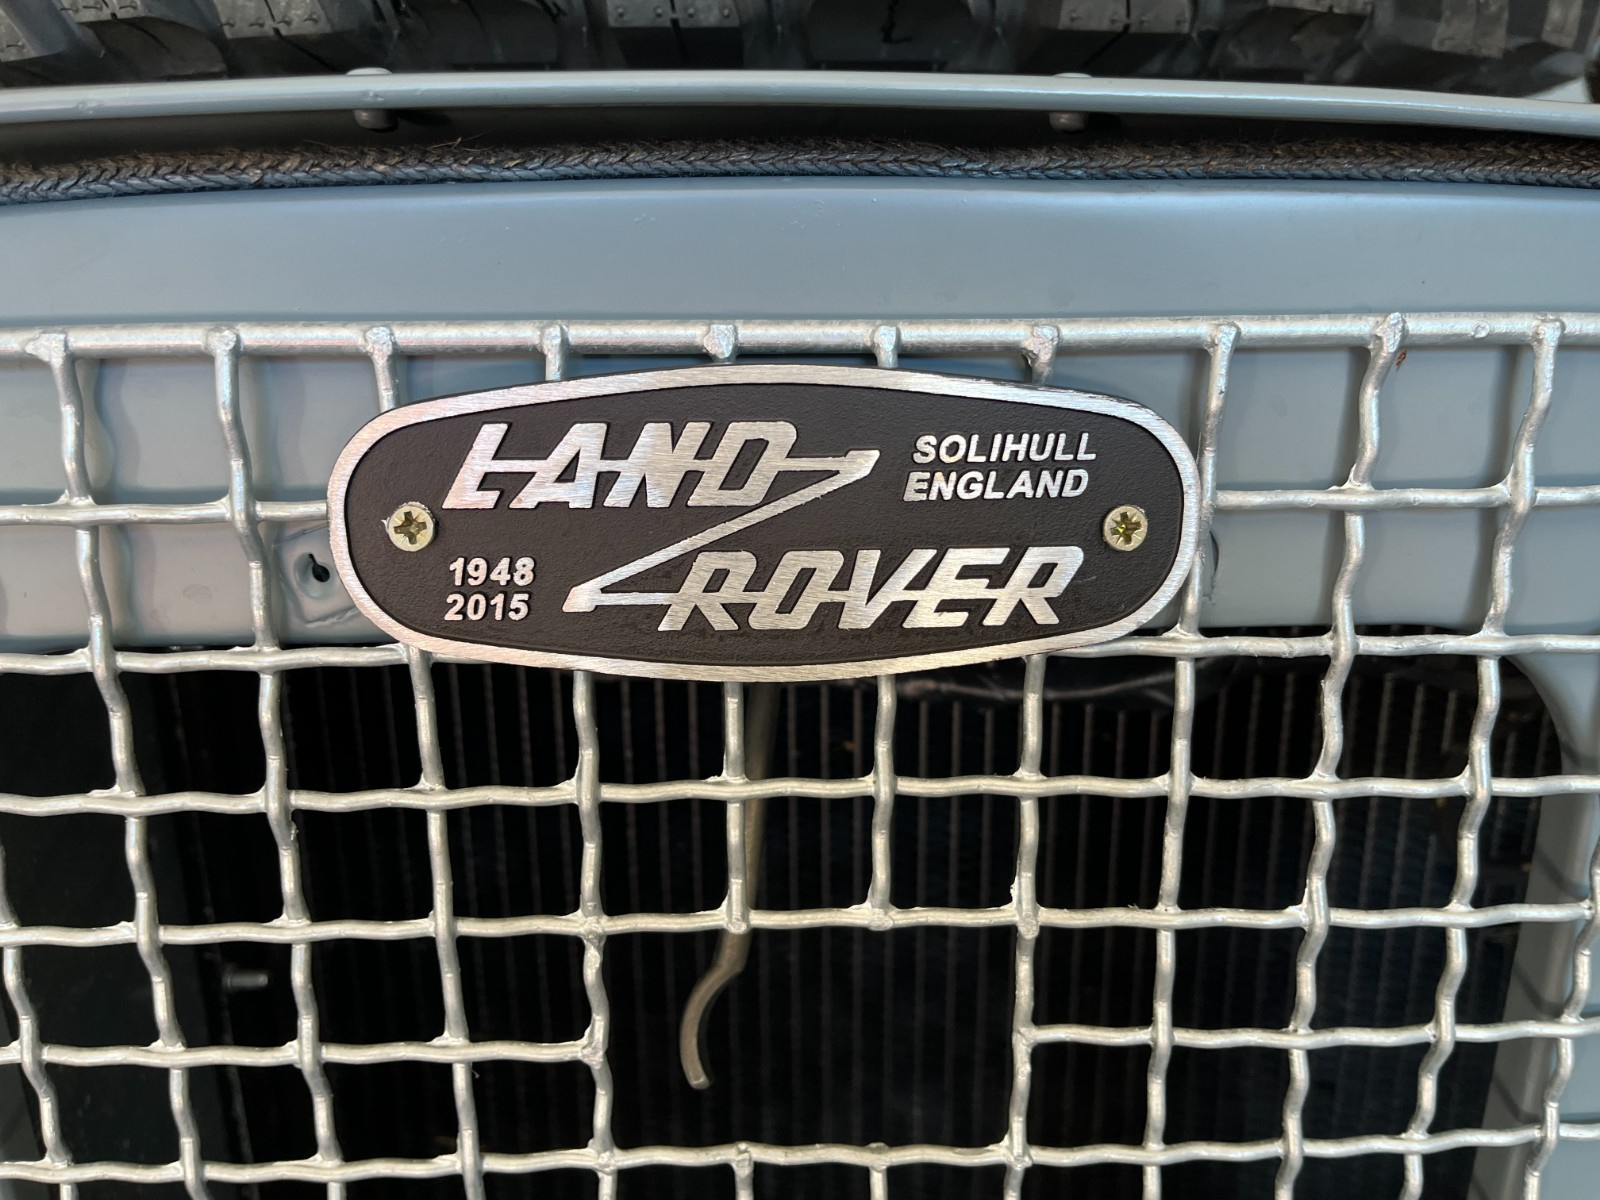 LAND
SOLIHULL
ENGLAND
1948
2015
ROVER